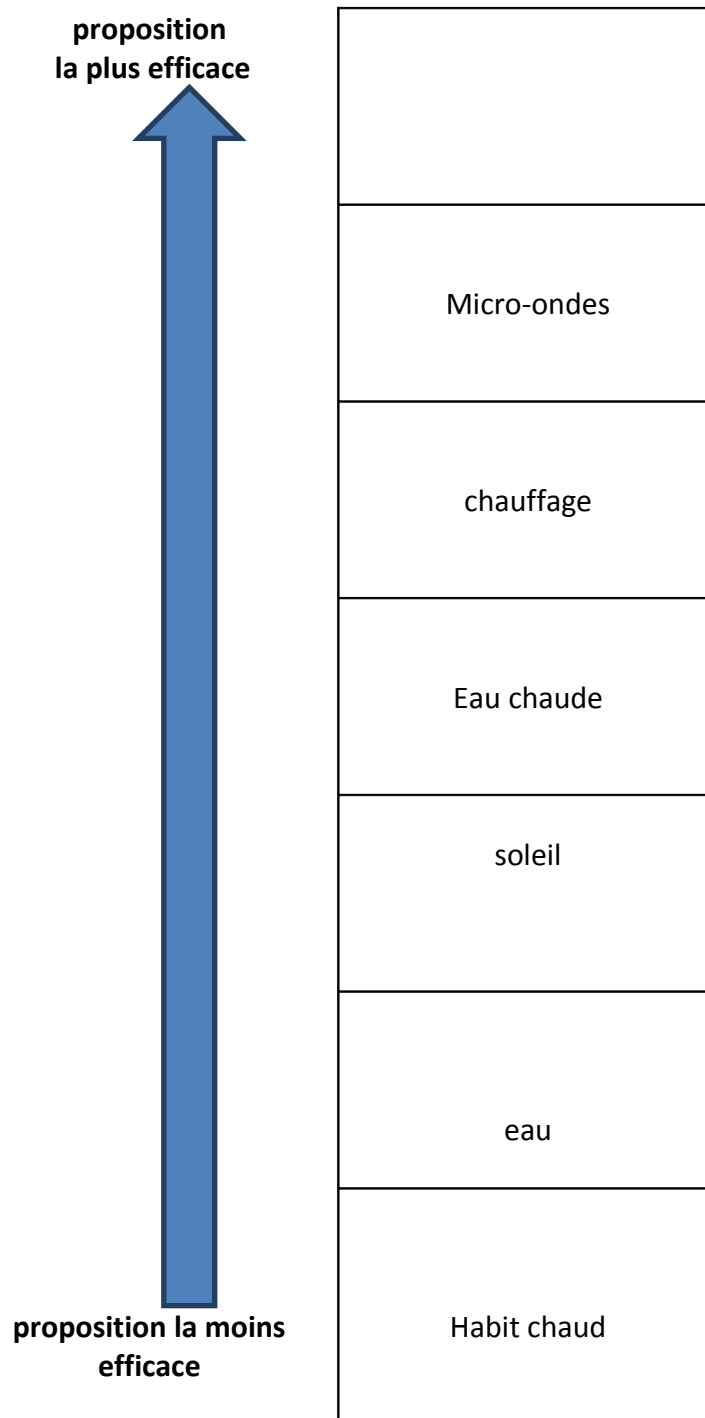 proposition
la plus efficace
Micro-ondes
chauffage
Eau chaude
soleil
eau
Habit chaud
proposition la moins
efficace